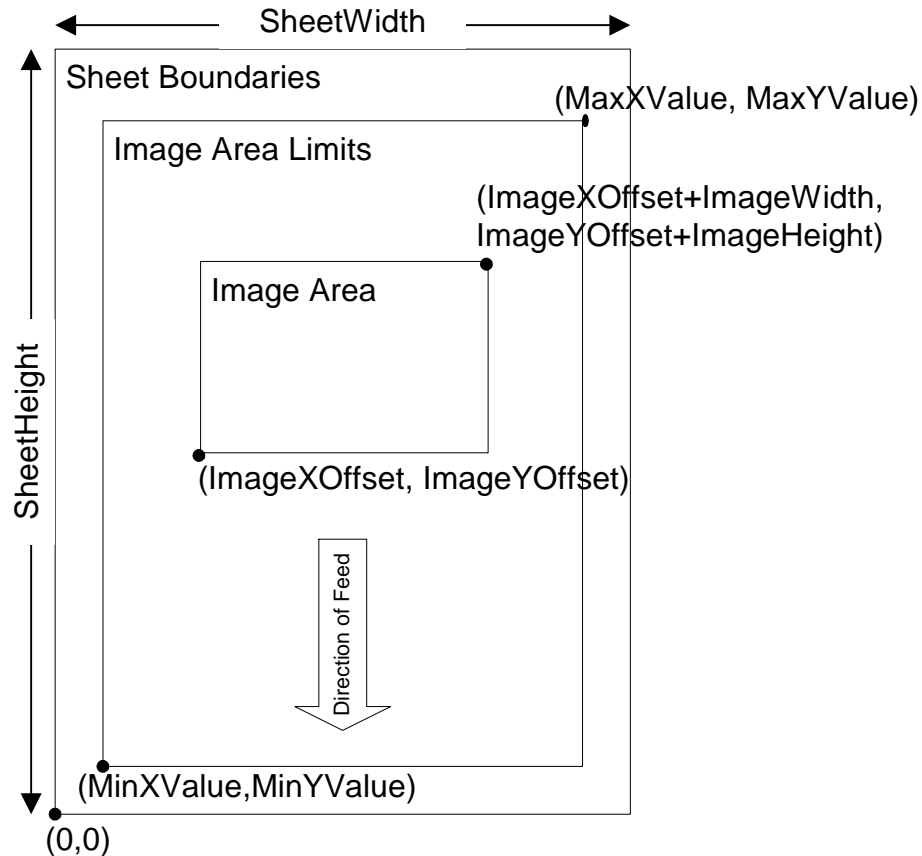 SheetWidth
Sheet Boundaries
(MaxXValue, MaxYValue)
Image Area Limits
(ImageXOffset+ImageWidth,
ImageYOffset+ImageHeight)
Image Area
SheetHeight
(ImageXOffset, ImageYOffset)
Direction of Feed
(MinXValue,MinYValue)
(0,0)